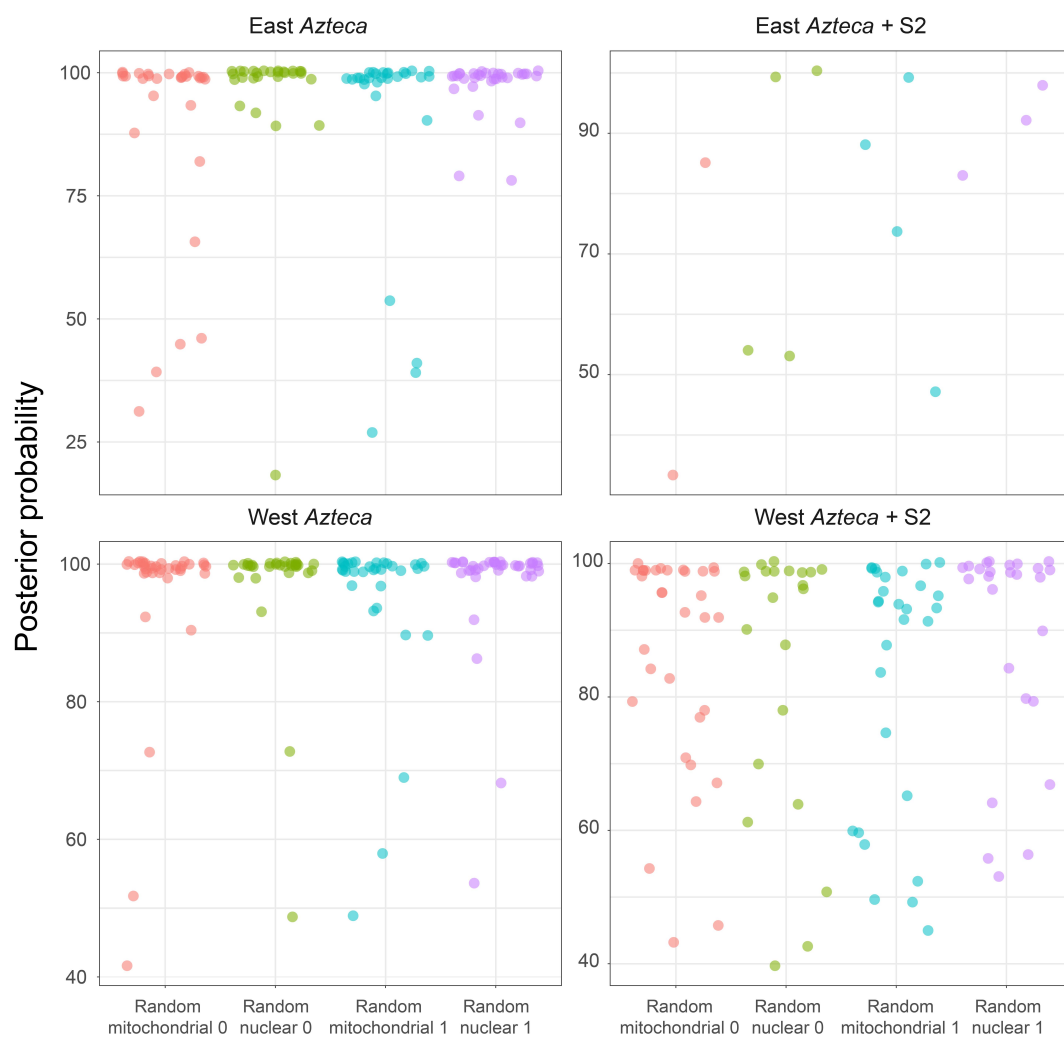 East Azteca
East Azteca + S2
100
75
50
25
90
70
50
Posterior probability
West Azteca
West Azteca + S2
100
80
60
40
100
80
60
40
Random
mitochondrial 0
Random
nuclear 0
Random
mitochondrial 1
Random
nuclear 1
Random
mitochondrial 0
Random
nuclear 0
Random
mitochondrial 1
Random
nuclear 1